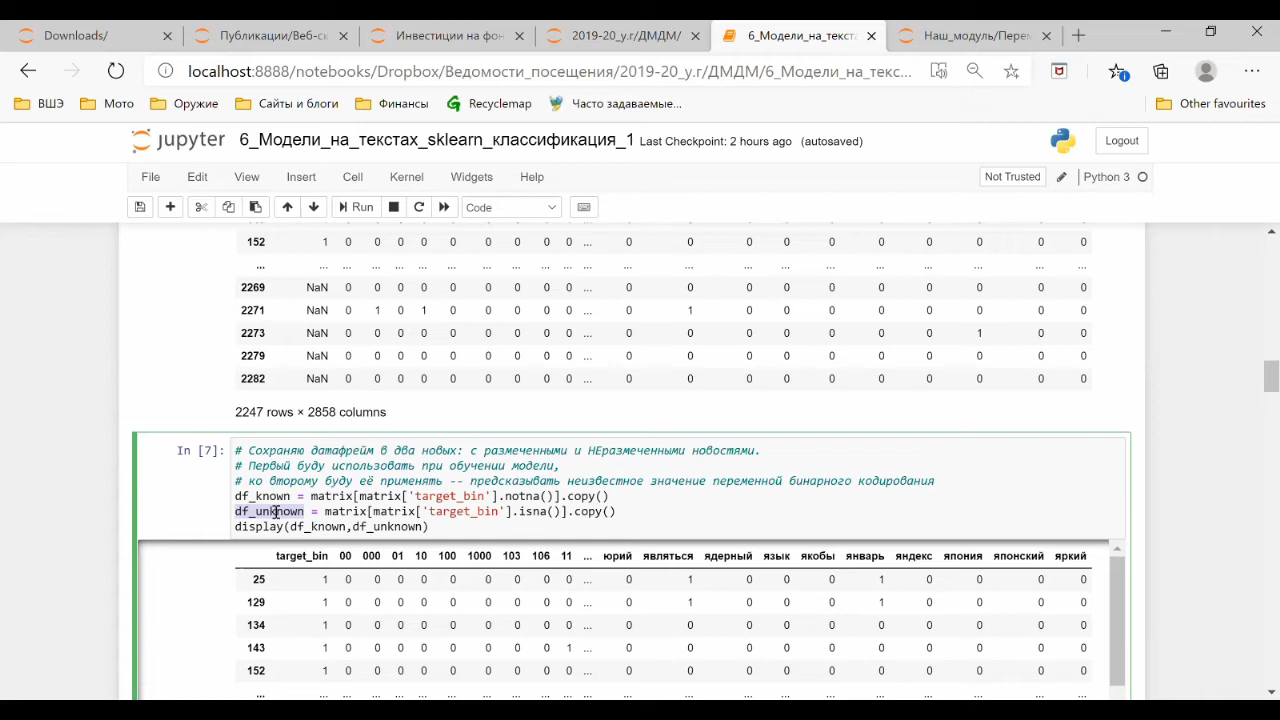 Downloads/
Публикации/Веб-ск
Инвестиции на фон
2019-20_у.г/ДМДМ/
6_Модели_на_текста
Наш_модуль/Перем
localhost:8888/notebooks/Dropbox/Ведомости_посещения/2019-20_у.г/ДМДМ/6_Модели_на_текс...
ВШЭ Мото Оружие Сайты и блоги Финансы Recyclemap Часто задаваемые... Other favourites
jupyter 6_Модели_на_текстах_sklearn_классификация_1 Last Checkpoint: 2 hours ago (autosaved) Logout
File Edit View Insert Cell Kernel Widgets Help Not Trusted Python 3
Run Code
152 1 0 0 0 0 0 0 0 0 0 ... 0 0 0 0 0 0 0 0 0 0
... ... ... ... ... ... ... ... ... ... ... ... ... ... ... ... ... ... ... ... ... ...
2269 NaN 0 0 0 0 0 0 0 0 0 ... 0 0 0 0 0 0 0 0 0 0
2271 NaN 0 1 0 1 0 0 0 0 0 ... 0 1 0 0 0 0 0 0 0 0
2273 NaN 0 0 0 0 0 0 0 0 0 ... 0 0 0 0 0 0 0 1 0 0
2279 NaN 0 0 0 0 0 0 0 0 0 ... 0 0 0 0 0 0 0 0 0 0
2282 NaN 0 0 0 0 0 0 0 0 0 ... 0 0 0 0 0 0 0 0 0 0
2247 rows × 2858 columns
In [7]: # Сохраняю датафрейм в два новых: с размеченными и НЕразмеченными новостями.
# Первый буду использовать при обучении модели,
# ко второму буду её применять -- предсказывать неизвестное значение переменной бинарного кодирования
df_known = matrix[matrix['target_bin'].notna()].copy()
df_unknown = matrix[matrix['target_bin'].isna()].copy()
display(df_known,df_unknown)
target_bin 00 000 01 10 100 1000 103 106 11 ... юрий являться ядерный язык якобы январь яндекс япония японский яркий
25 1 0 0 0 0 0 0 0 0 0 ... 0 1 0 0 0 1 0 0 0 0
129 1 0 0 0 0 0 0 0 0 0 ... 0 1 0 0 0 1 0 0 0 0
134 1 0 0 0 0 0 0 0 0 0 ... 0 0 0 0 0 0 0 0 0 0
143 1 0 0 0 0 0 0 0 0 1 ... 0 0 0 0 0 0 0 0 0 0
152 1 0 0 0 0 0 0 0 0 0 ... 0 0 0 0 0 0 0 0 0 0